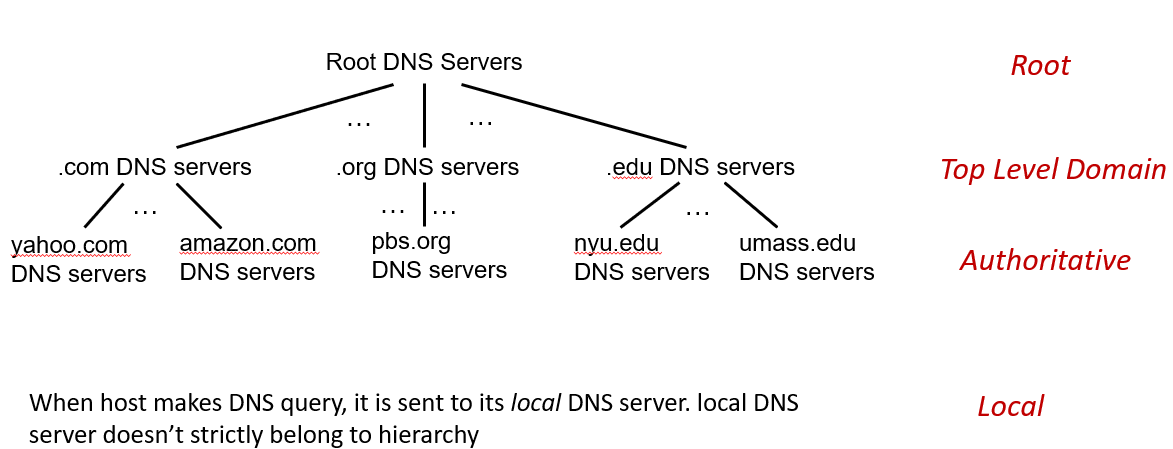 Root DNS Servers
Root
... ...
.com DNS servers
.org DNS servers
.edu DNS servers
Top Level Domain
... ... ... ...
yahoo.com
DNS servers
amazon.com
DNS servers
pbs.org
DNS servers
nyu.edu
DNS servers
umass.edu
DNS servers
Authoritative
When host makes DNS query, it is sent to its local DNS server. local DNS
server doesn’t strictly belong to hierarchy
Local